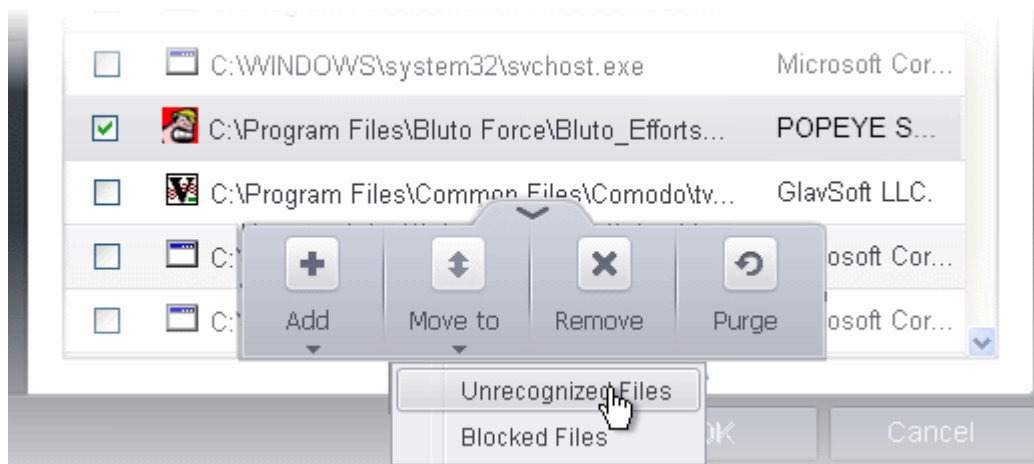 C:\WINDOWS\system32\svchost.exe Microsoft Cor...
C:\Program Files\Bluto Force\Bluto_Efforts... POPEYE S...
C:\Program Files\Common Files\Comodo\tv... GlavSoft LLC.
C:\ osoft Cor...
Add Move to Remove Purge
C:\ osoft Cor...
Unrecognized Files
Blocked Files
OK Cancel